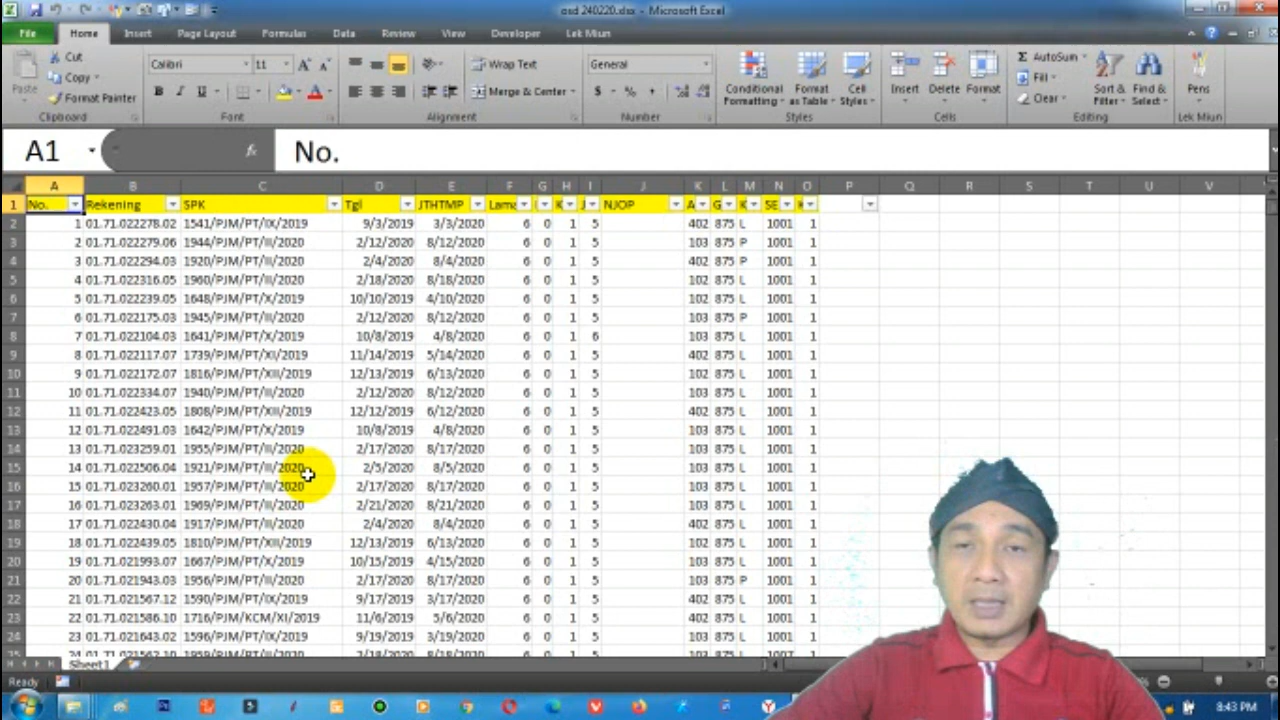 osd 240220.xlsx - Microsoft Excel
File Home Insert Page Layout Formulas Data Review View Developer Lek Miun
Cut
Copy
Format Painter
Paste
Clipboard
Calibri 11
Font
Wrap Text
Merge & Center
Alignment
General
Number
Conditional Formatting
Format as Table
Cell Styles
Styles
Insert Delete Format
Cells
AutoSum
Fill
Clear
Sort & Filter
Find & Select
Editing
Pens
Lek Miun
A1 fx No.
A B C D E F G H I J K L M N O P Q R S T U V
1 No. Rekening SPK Tgl JTHTMP Lama K J NJOP A G K SE
2 1 01.71.022278.02 1541/PJM/PT/IX/2019 9/3/2019 3/3/2020 6 0 1 5 402 875 L 1001 1
3 2 01.71.022279.06 1944/PJM/PT/II/2020 2/12/2020 8/12/2020 6 0 1 5 103 875 P 1001 1
4 3 01.71.022294.03 1920/PJM/PT/II/2020 2/4/2020 8/4/2020 6 0 1 5 402 875 P 1001 1
5 4 01.71.022316.05 1960/PJM/PT/II/2020 2/18/2020 8/18/2020 6 0 1 5 102 875 L 1001 1
6 5 01.71.022239.05 1648/PJM/PT/X/2019 10/10/2019 4/10/2020 6 0 1 5 102 875 L 1001 1
7 6 01.71.022175.03 1945/PJM/PT/II/2020 2/12/2020 8/12/2020 6 0 1 5 103 875 P 1001 1
8 7 01.71.022104.03 1641/PJM/PT/X/2019 10/8/2019 4/8/2020 6 0 1 6 103 875 L 1001 1
9 8 01.71.022117.07 1739/PJM/PT/XI/2019 11/14/2019 5/14/2020 6 0 1 5 402 875 L 1001 1
10 9 01.71.022172.07 1816/PJM/PT/XII/2019 12/13/2019 6/13/2020 6 0 1 5 102 875 L 1001 1
11 10 01.71.022334.07 1940/PJM/PT/II/2020 2/12/2020 8/12/2020 6 0 1 5 103 875 L 1001 1
12 11 01.71.022423.05 1808/PJM/PT/XII/2019 12/12/2019 6/12/2020 6 0 1 5 402 875 L 1001 1
13 12 01.71.022491.03 1642/PJM/PT/X/2019 10/8/2019 4/8/2020 6 0 1 5 103 875 L 1001 1
14 13 01.71.023259.01 1955/PJM/PT/II/2020 2/17/2020 8/17/2020 6 0 1 5 103 875 L 1001 1
15 14 01.71.022506.04 1921/PJM/PT/II/2020 2/5/2020 8/5/2020 6 0 1 5 103 875 L 1001 1
16 15 01.71.023260.01 1957/PJM/PT/II/2020 2/17/2020 8/17/2020 6 0 1 5 103 875 L 1001 1
17 16 01.71.023263.01 1969/PJM/PT/II/2020 2/21/2020 8/21/2020 6 0 1 5 103 875 L 1001 1
18 17 01.71.022430.04 1917/PJM/PT/II/2020 2/4/2020 8/4/2020 6 0 1 5 402 875 L 1001 1
19 18 01.71.022439.05 1810/PJM/PT/XII/2019 12/13/2019 6/13/2020 6 0 1 5 102 875 L 1001 1
20 19 01.71.021993.07 1667/PJM/PT/X/2019 10/15/2019 4/15/2020 6 0 1 5 103 875 L 1001 1
21 20 01.71.021943.03 1956/PJM/PT/II/2020 2/17/2020 8/17/2020 6 0 1 5 103 875 P 1001 1
22 21 01.71.021567.12 1590/PJM/PT/IX/2019 9/17/2019 3/17/2020 6 0 1 5 402 875 L 1001 1
23 22 01.71.021586.10 1716/PJM/KCM/XI/2019 11/6/2019 5/6/2020 6 0 1 5 402 875 L 1001 1
24 23 01.71.021643.02 1596/PJM/PT/IX/2019 9/19/2019 3/19/2020 6 0 1 5 103 875 L 1001 1
Sheet1
Ready
8:43 PM